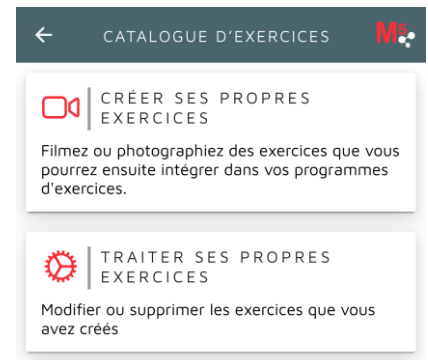 CATALOGUE D'EXERCICES
Ms
CRÉER SES PROPRES
EXERCICES
Filmez ou photographiez des exercices que vous
pourrez ensuite intégrer dans vos programmes
d'exercices.
TRAITER SES PROPRES
EXERCICES
Modifier ou supprimer les exercices que vous
avez créés